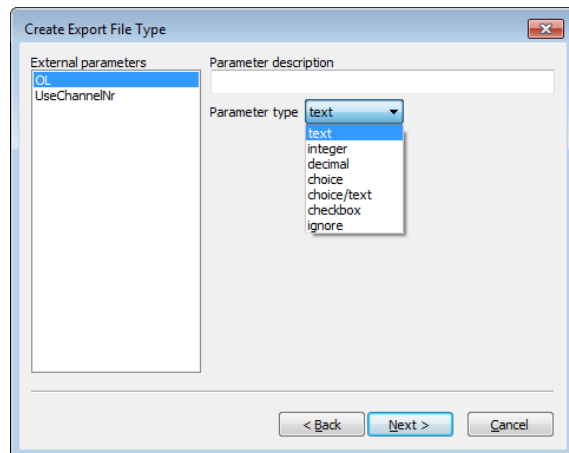 Create Export File Type
External parameters
OL
UseChannelNr
Parameter description
Parameter type text
text
integer
decimal
choice
choice/text
checkbox
ignore
< Back Next > Cancel